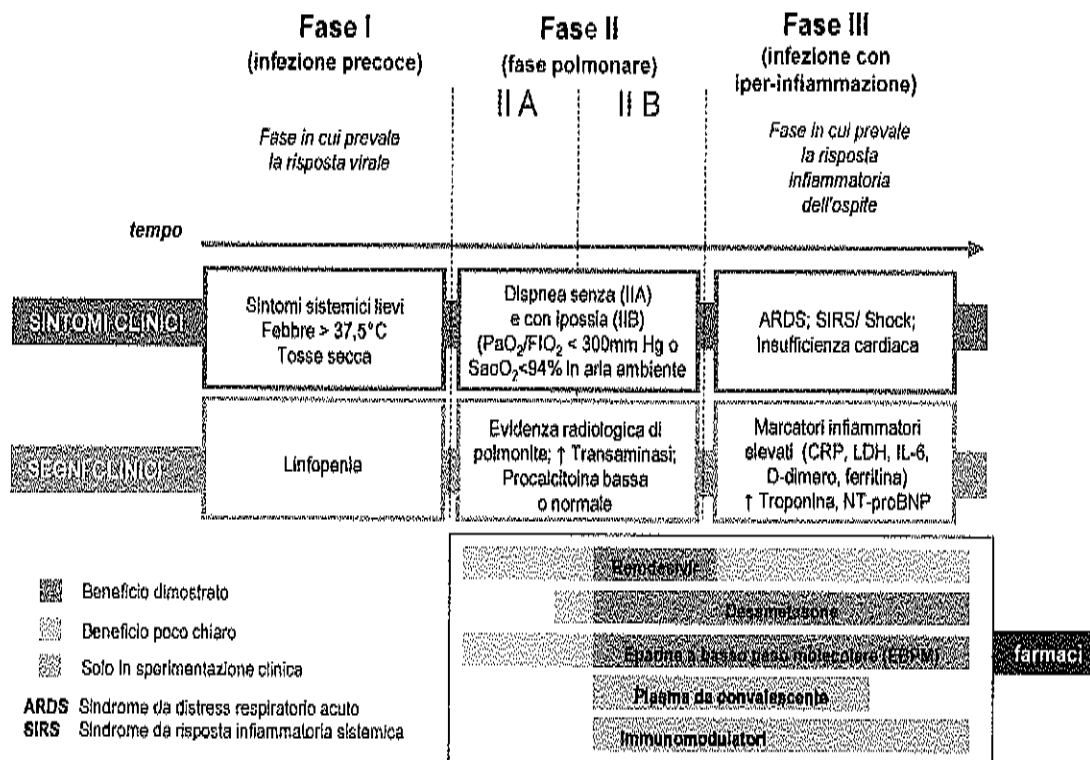 Fase I
(infezione precoce)
Fase II
(fase polmonare)
II A
II B
Fase III
(infezione con
iper-infiammazione)
Fase in cui prevale
la risposta virale
Fase in cui prevale
la risposta
infiammatoria
dell'ospite
tempo
SINTOMI CLINICI
Sintomi sistemici lievi
Febbre > 37,5°C
Tosse secca
Dispnea senza (IIA)
e con ipossia (IIB)
(PaO₂/FIO₂ < 300mm Hg o
SaoO₂<94% in aria ambiente
ARDS; SIRS/ Shock;
Insufficienza cardiaca
SEGNI CLINICI
Linfopenia
Evidenza radiologica di
polmonite; ↑ Transaminasi;
Procalcitoina bassa
o normale
Marcatori infiammatori
elevati (CRP, LDH, IL-6,
D-dimero, ferritina)
↑ Troponina, NT-proBNP
Beneficio dimostrato
Beneficio poco chiaro
Solo in sperimentazione clinica
ARDS Sindrome da distress respiratorio acuto
SIRS Sindrome da risposta infiammatoria sistemica
Remdesivir
Desametasone
Eparine a basso peso molecolare (EBPM)
Plasma da convalescente
Immunomodulatori
farmaci